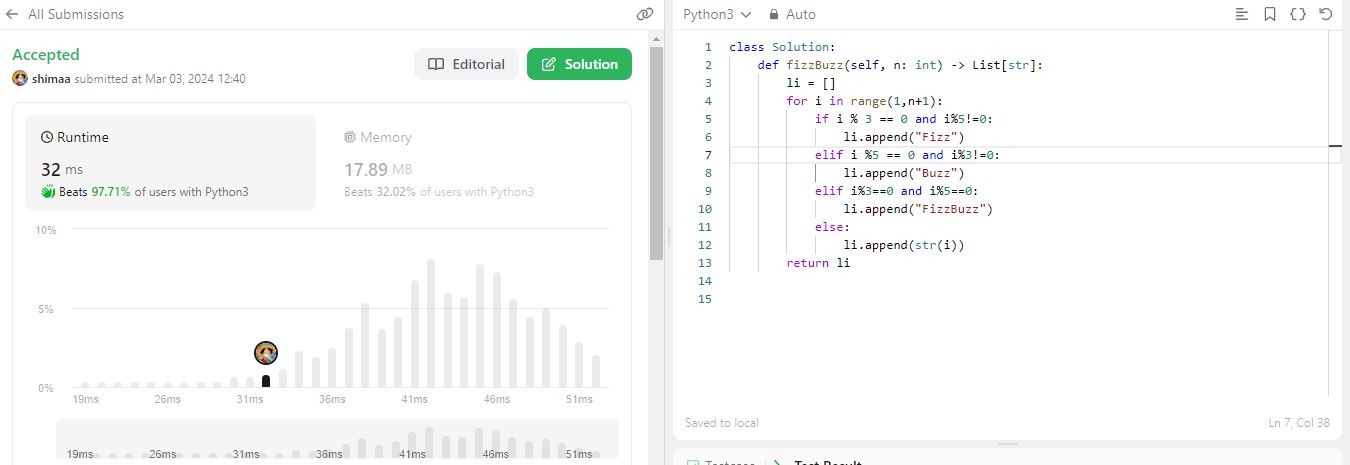 All Submissions
Accepted
shimaa submitted at Mar 03, 2024 12:40
Editorial
Solution
Runtime
32 ms
Beats 97.71% of users with Python3
Memory
17.89 MB
Beats 32.02% of users with Python3
10%
5%
0%
19ms 26ms 31ms 36ms 41ms 46ms 51ms
19ms 26ms 31ms 36ms 41ms 46ms 51ms
Python3 Auto
1 class Solution:
2 def fizzBuzz(self, n: int) -> List[str]:
3 li = []
4 for i in range(1,n+1):
5 if i % 3 == 0 and i%5!=0:
6 li.append("Fizz")
7 elif i %5 == 0 and i%3!=0:
8 li.append("Buzz")
9 elif i%3==0 and i%5==0:
10 li.append("FizzBuzz")
11 else:
12 li.append(str(i))
13 return li
14
15
Saved to local
Ln 7, Col 38
Testcase
Test Result